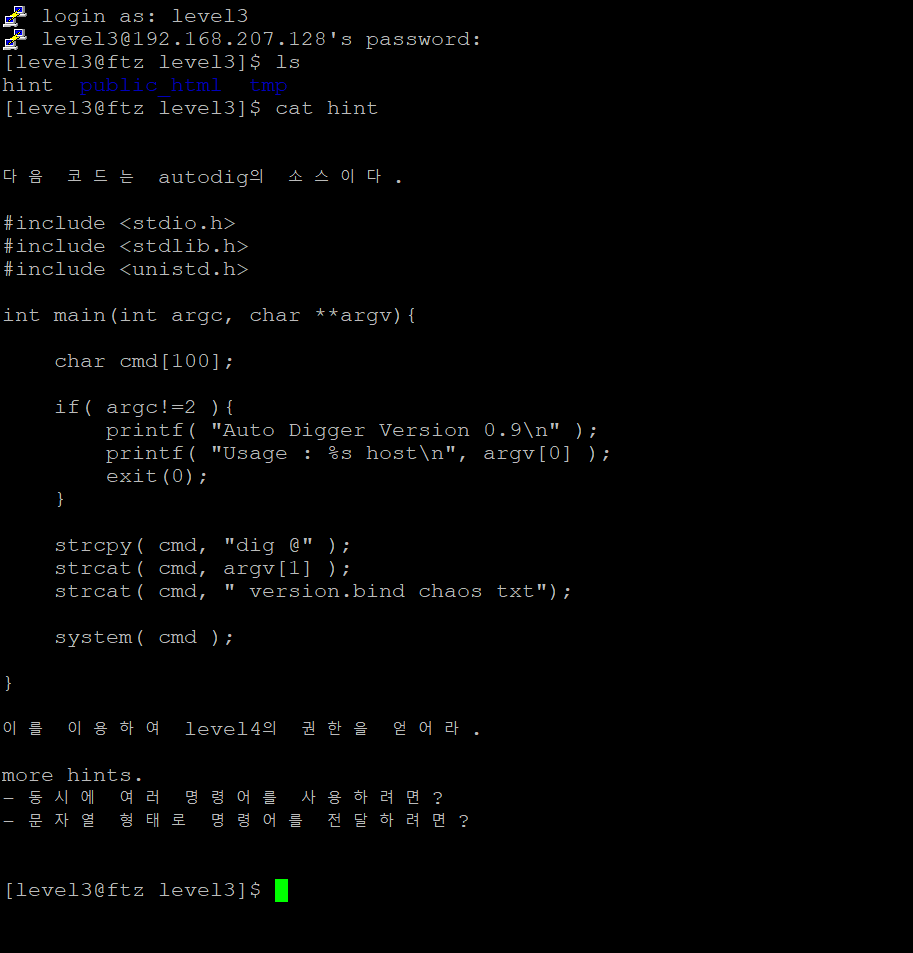 login as: level3
level3@192.168.207.128's password:
[level3@ftz level3]$ ls
hint  public_html  tmp
[level3@ftz level3]$ cat hint
다음 코드는 autodig의 소스이다.
#include <stdio.h>
#include <stdlib.h>
#include <unistd.h>
int main(int argc, char **argv){
    char cmd[100];
    if( argc!=2 ){
        printf( "Auto Digger Version 0.9\n" );
        printf( "Usage : %s host\n", argv[0] );
        exit(0);
    }
    strcpy( cmd, "dig @" );
    strcat( cmd, argv[1] );
    strcat( cmd, " version.bind chaos txt");
    system( cmd );
}
이를 이용하여 level4의 권한을 얻어라.
more hints.
- 동시에 여러 명령어를 사용하려면?
- 문자열 형태로 명령어를 전달하려면?
[level3@ftz level3]$